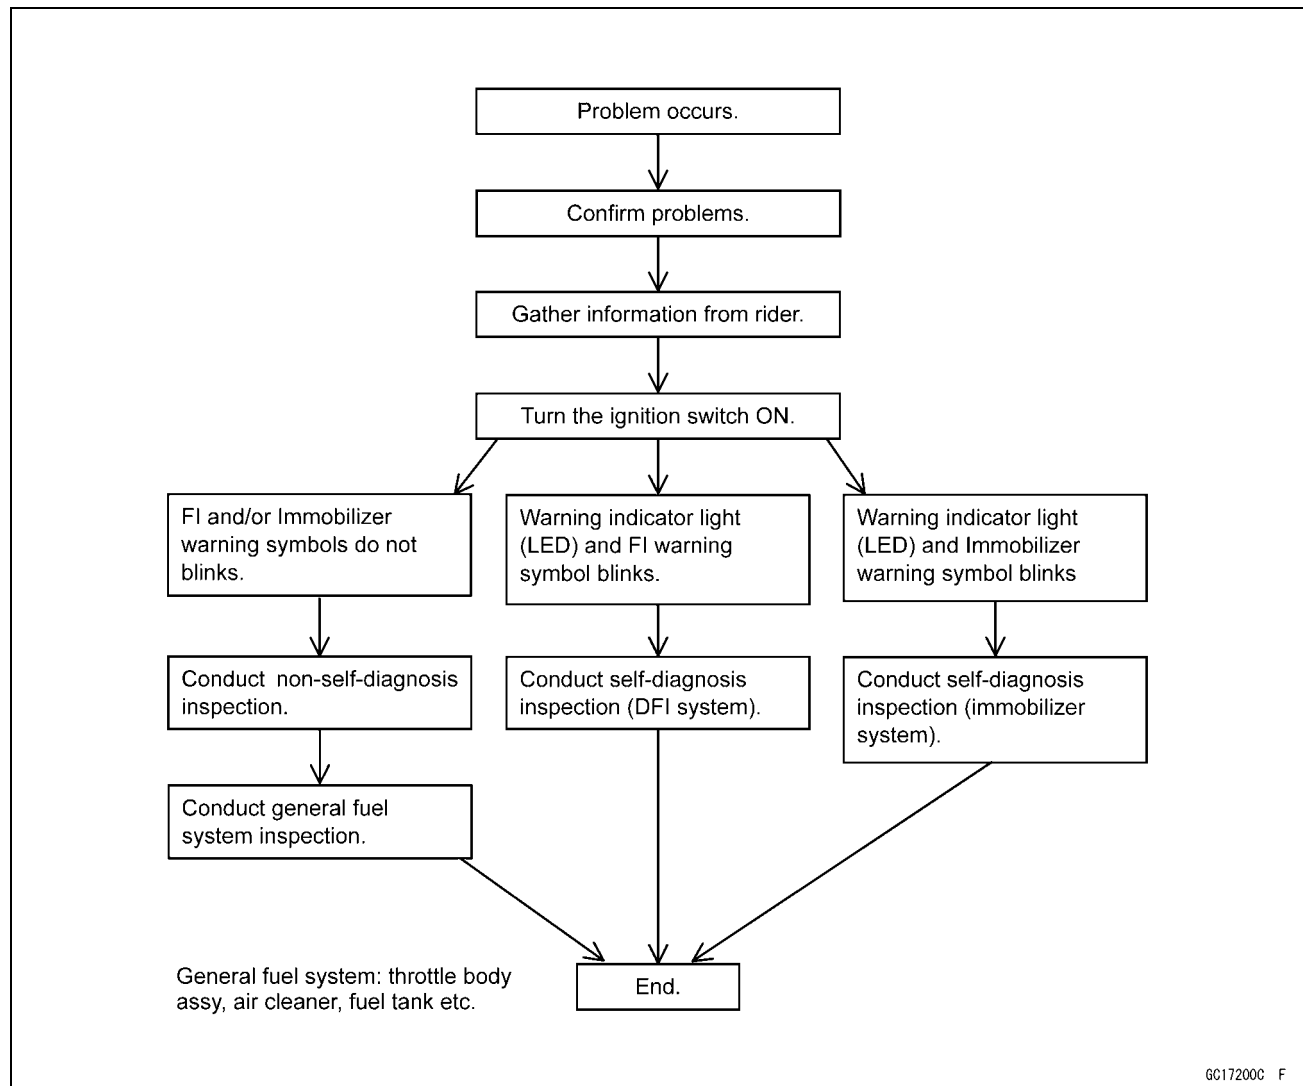 Problem occurs.
Confirm problems.
Gather information from rider.
Turn the ignition switch ON.
FI and/or Immobilizer
warning symbols do not
blinks.
Warning indicator light
(LED) and FI warning
symbol blinks.
Warning indicator light
(LED) and Immobilizer
warning symbol blinks
Conduct non-self-diagnosis
inspection.
Conduct self-diagnosis
inspection (DFI system).
Conduct self-diagnosis
inspection (immobilizer
system).
Conduct general fuel
system inspection.
General fuel system: throttle body
assy, air cleaner, fuel tank etc.
End.
GC17200C F